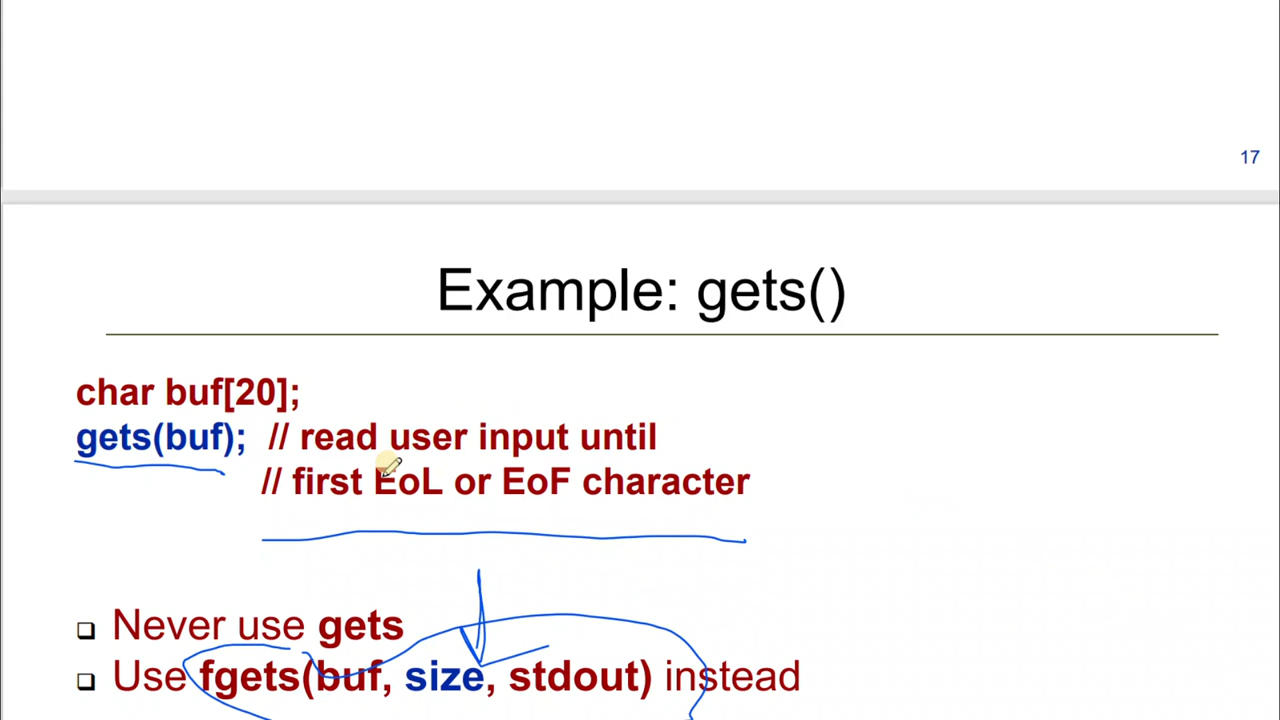 17
Example: gets()
char buf[20];
gets(buf); // read user input until
// first EoL or EoF character
❑ Never use gets
❑ Use fgets(buf, size, stdout) instead